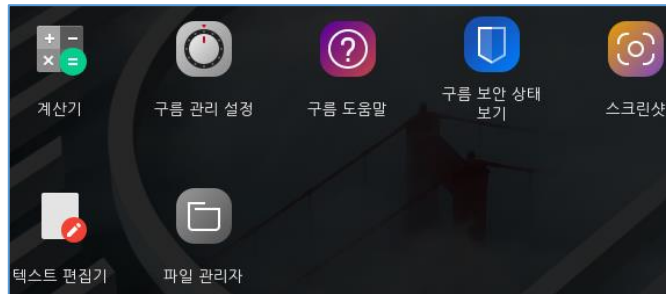 계산기
구름 관리 설정
구름 도움말
구름 보안 상태
보기
스크린샷
텍스트 편집기
파일 관리자